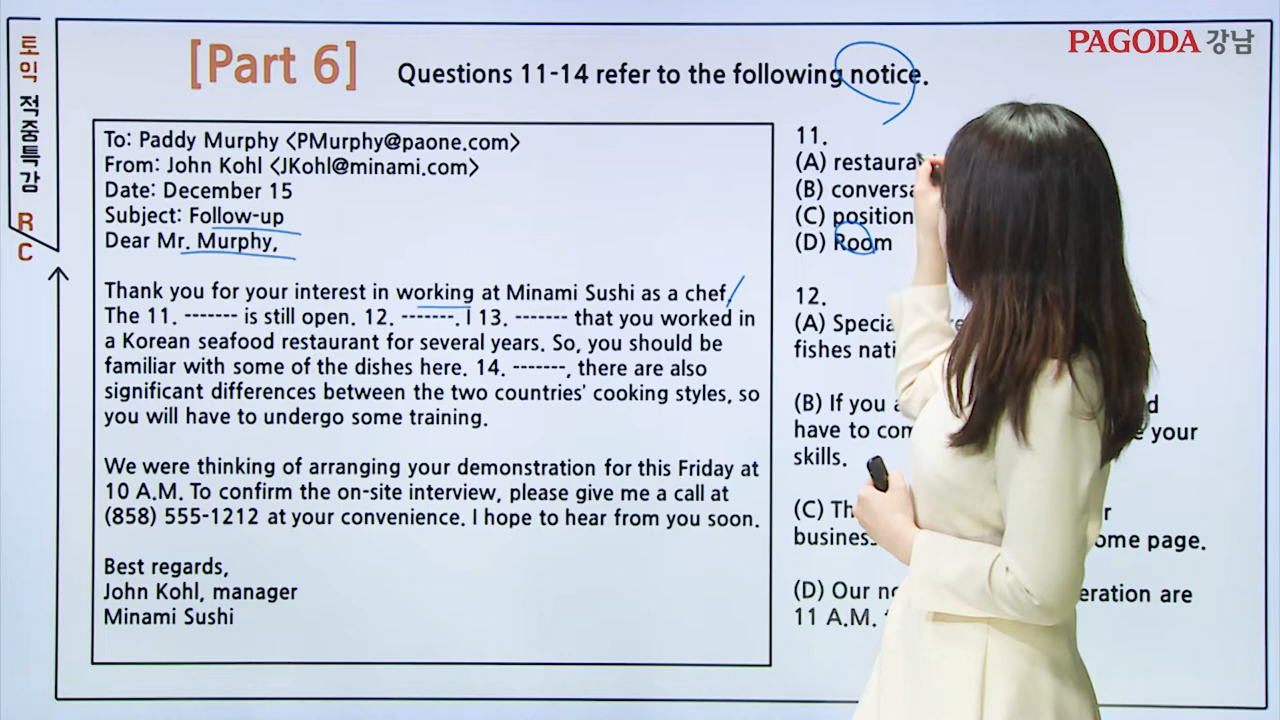 토익 적중특강
RC
[Part 6]
Questions 11-14 refer to the following notice.
PAGODA 강남
To: Paddy Murphy <PMurphy@paone.com>
From: John Kohl <JKohl@minami.com>
Date: December 15
Subject: Follow-up
Dear Mr. Murphy,
Thank you for your interest in working at Minami Sushi as a chef.
The 11. ------- is still open. 12. -------. I 13. ------- that you worked in
a Korean seafood restaurant for several years. So, you should be
familiar with some of the dishes here. 14. -------, there are also
significant differences between the two countries' cooking styles, so
you will have to undergo some training.
We were thinking of arranging your demonstration for this Friday at
10 A.M. To confirm the on-site interview, please give me a call at
(858) 555-1212 at your convenience. I hope to hear from you soon.
Best regards,
John Kohl, manager
Minami Sushi
11.
(A)
(B)
(C) position
(D) Room
12.
(A)
fishes
(B) If you
have to your
skills.
(C)
business home page.
(D) Our are
11 A.M.